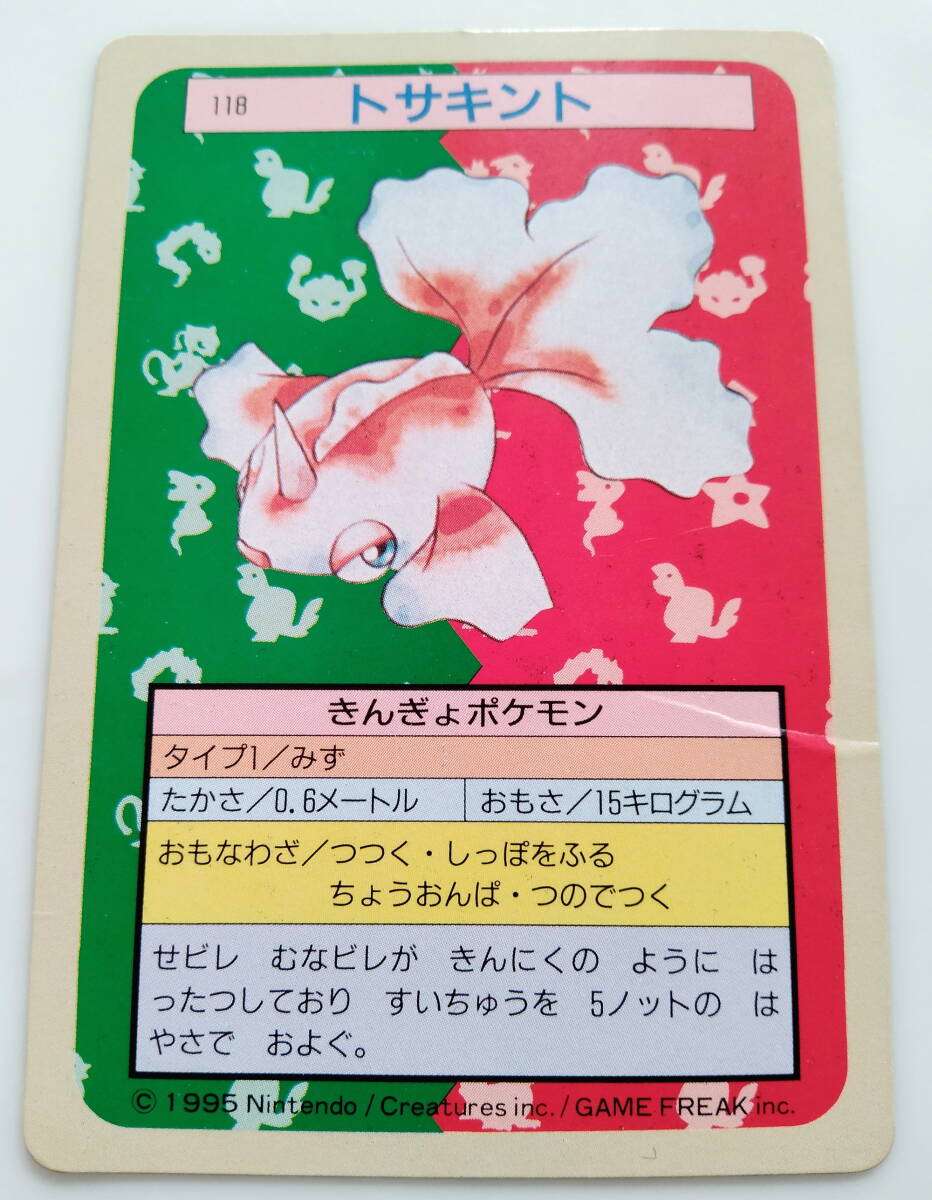 118 トサキント
きんぎょポケモン
タイプ1/みず
たかさ/0.6メートル おもさ/15キログラム
おもなわざ/つつく・しっぽをふる
ちょうおんぱ・つのでつく
せビレ むなビレが きんにくの ように は
ったつしており すいちゅうを 5ノットの は
やさで およぐ。
© 1995 Nintendo / Creatures inc. / GAME FREAK inc.